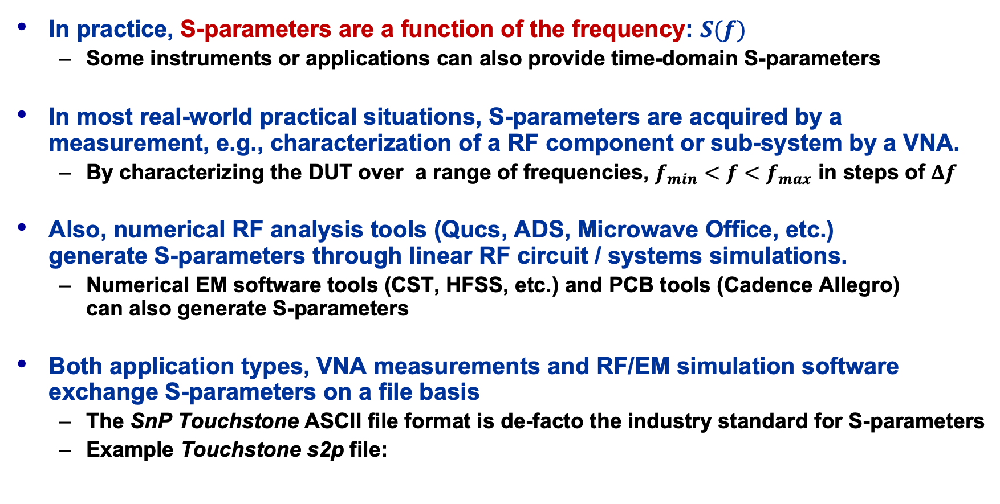 • In practice, S-parameters are a function of the frequency: S(f)
– Some instruments or applications can also provide time-domain S-parameters
• In most real-world practical situations, S-parameters are acquired by a
measurement, e.g., characterization of a RF component or sub-system by a VNA.
– By characterizing the DUT over a range of frequencies, f_min < f < f_max in steps of Δf
• Also, numerical RF analysis tools (Qucs, ADS, Microwave Office, etc.)
generate S-parameters through linear RF circuit / systems simulations.
– Numerical EM software tools (CST, HFSS, etc.) and PCB tools (Cadence Allegro)
can also generate S-parameters
• Both application types, VNA measurements and RF/EM simulation software
exchange S-parameters on a file basis
– The SnP Touchstone ASCII file format is de-facto the industry standard for S-parameters
– Example Touchstone s2p file: